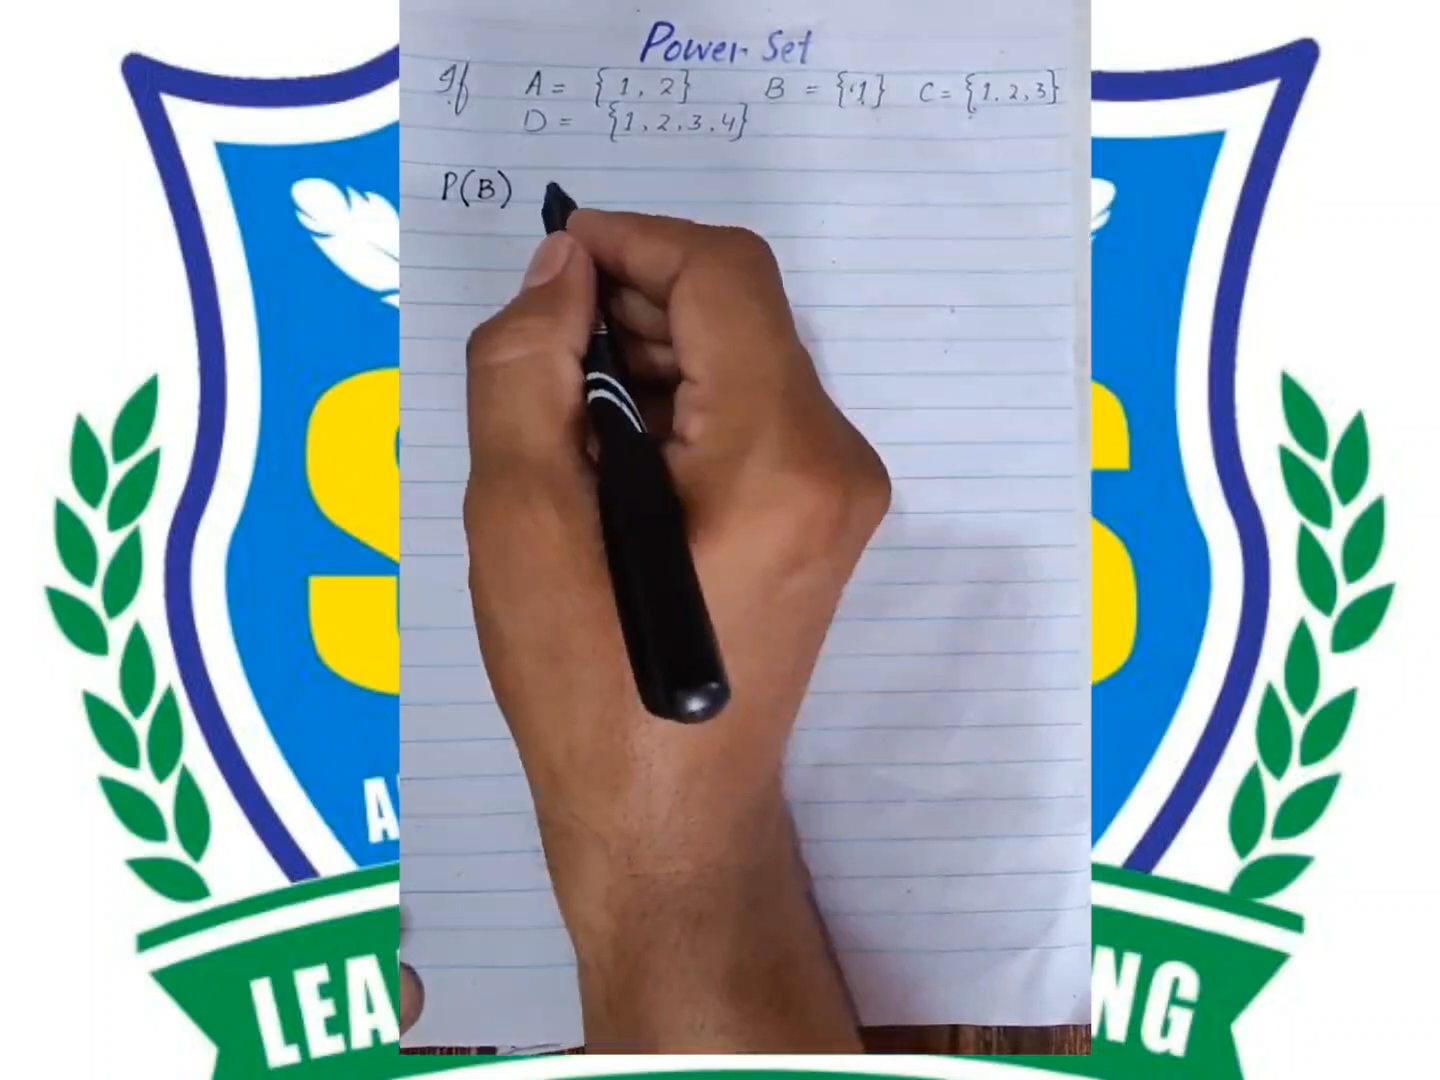 Power Set
If A = {1, 2} B = {1} C = {1, 2, 3}
D = {1, 2, 3, 4}
P(B)